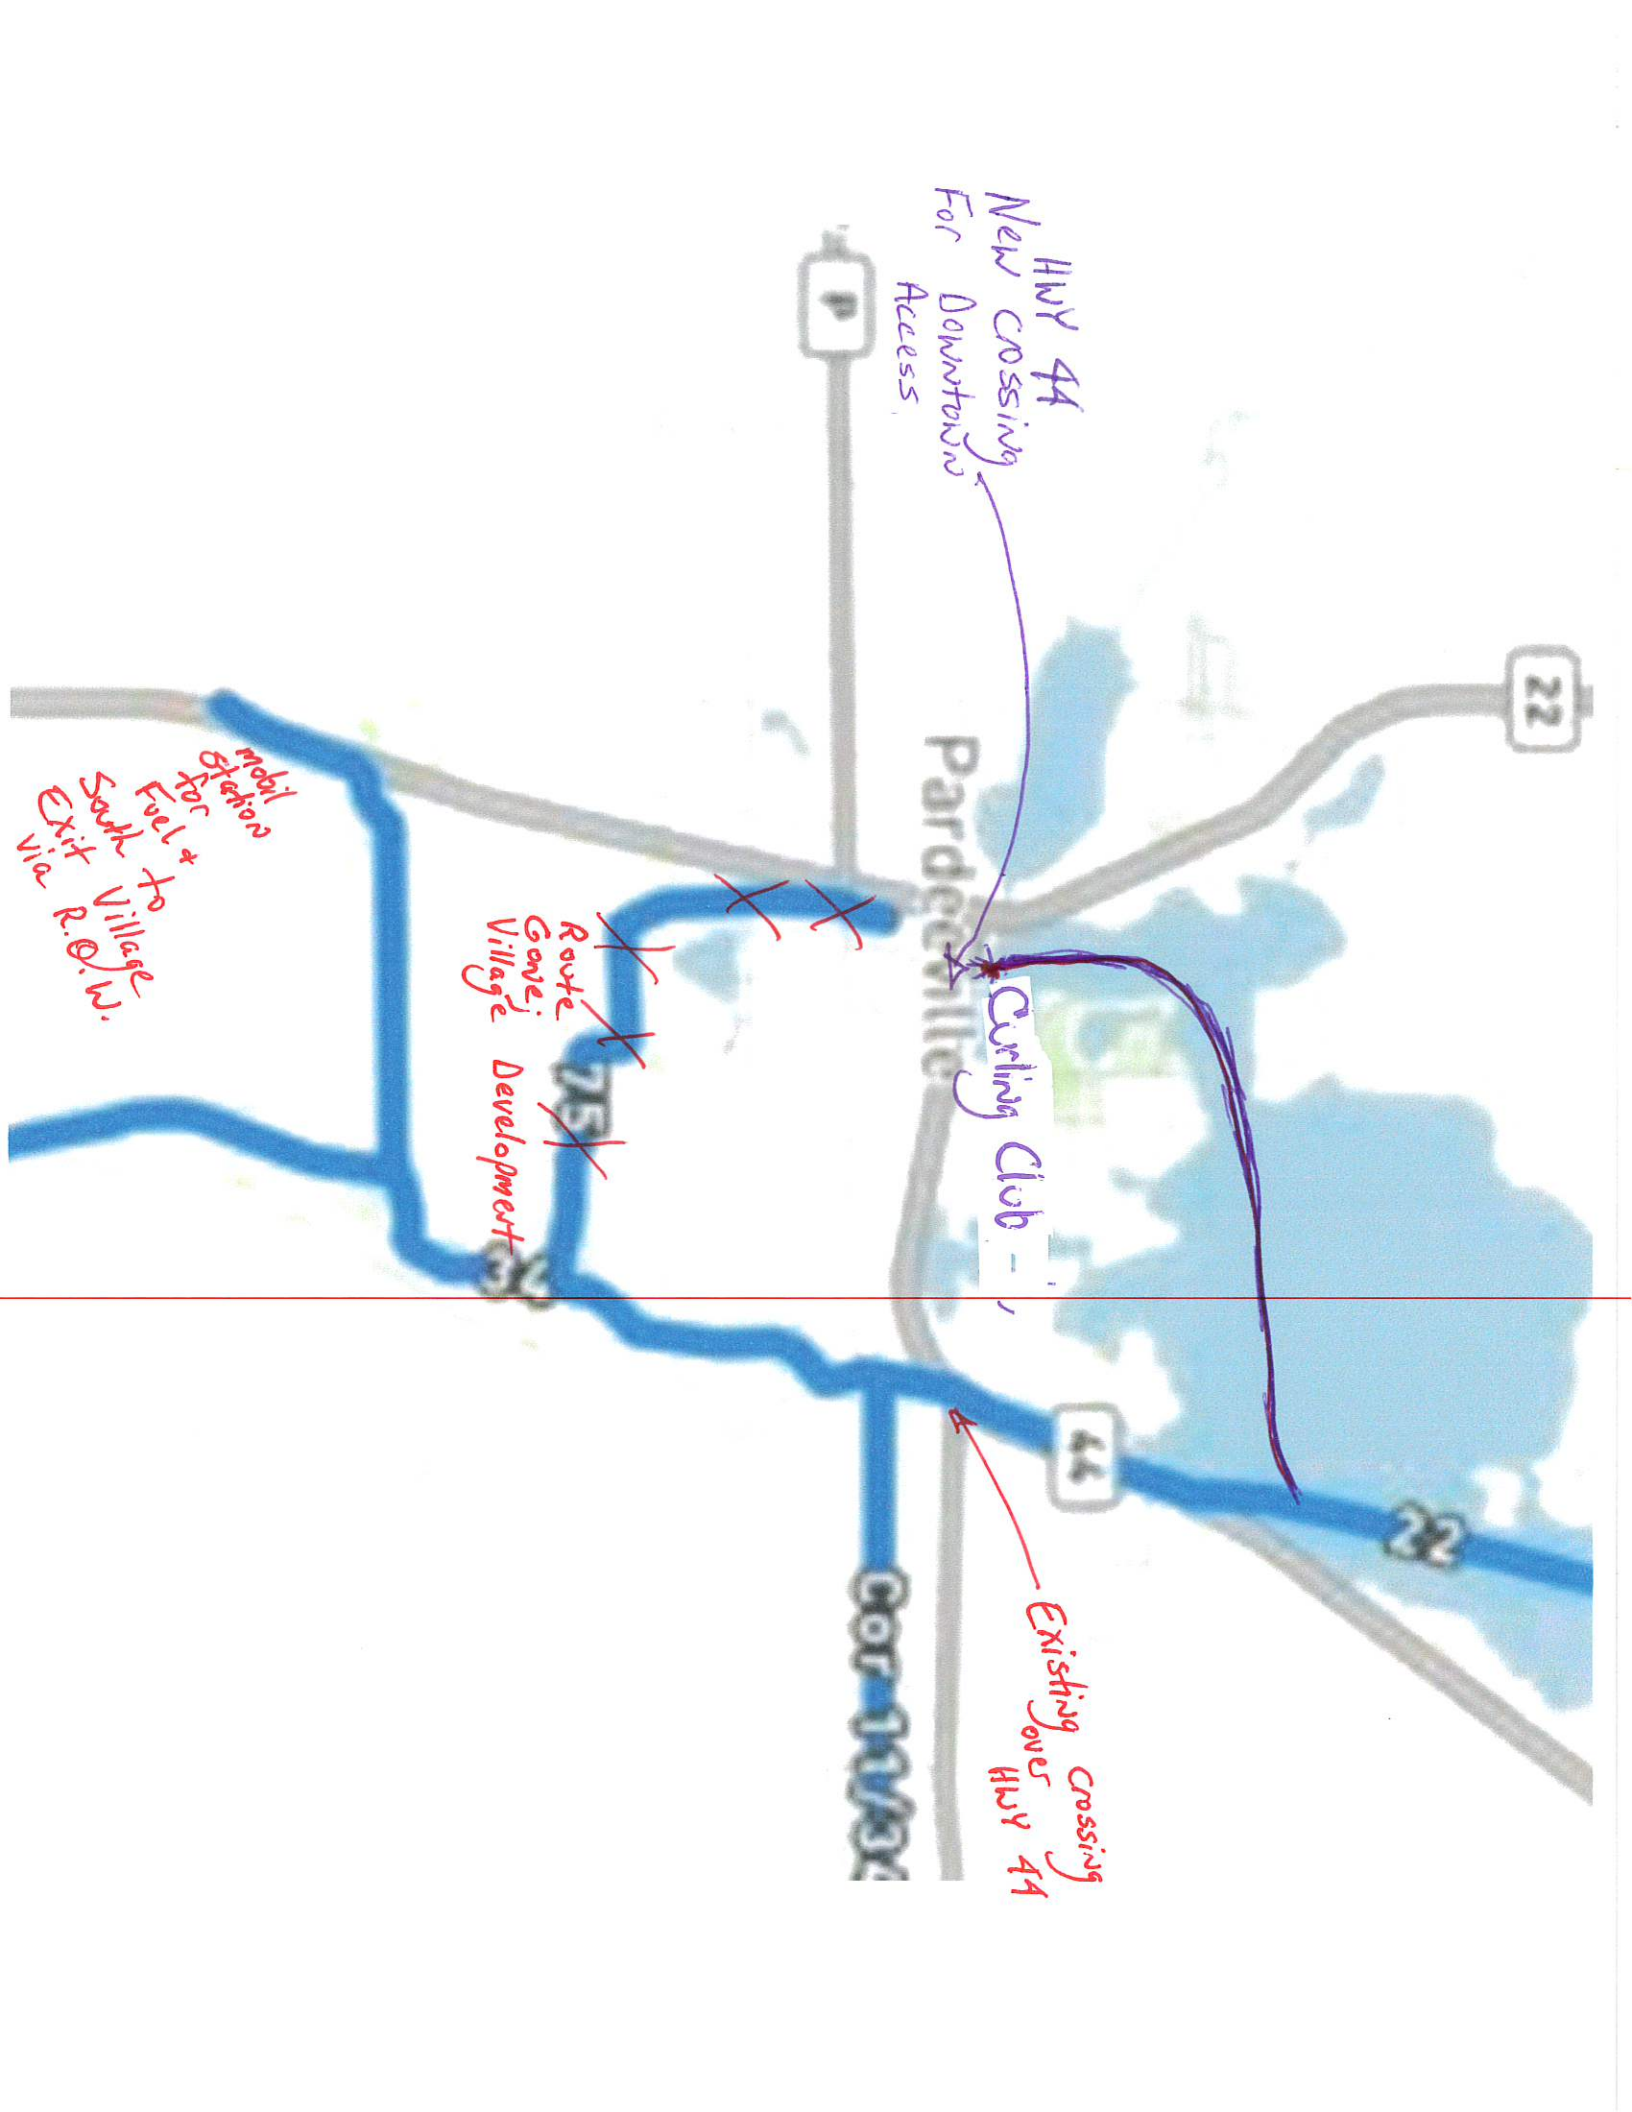 22
HWY 44
New Crossing
For Downtown
Access
P
Pardeeville
Curling Club
44
22
Existing Crossing
over
HWY 44
Cor 11/34
75
34
Route
Gone;
Village Development
mobil
Station
for
Fuel +
South to
Exit Village
via R.O.W.